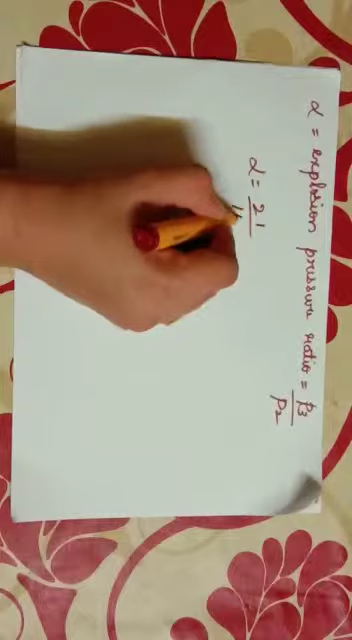 α = explosion pressure ratio = P3/P2
α = 21